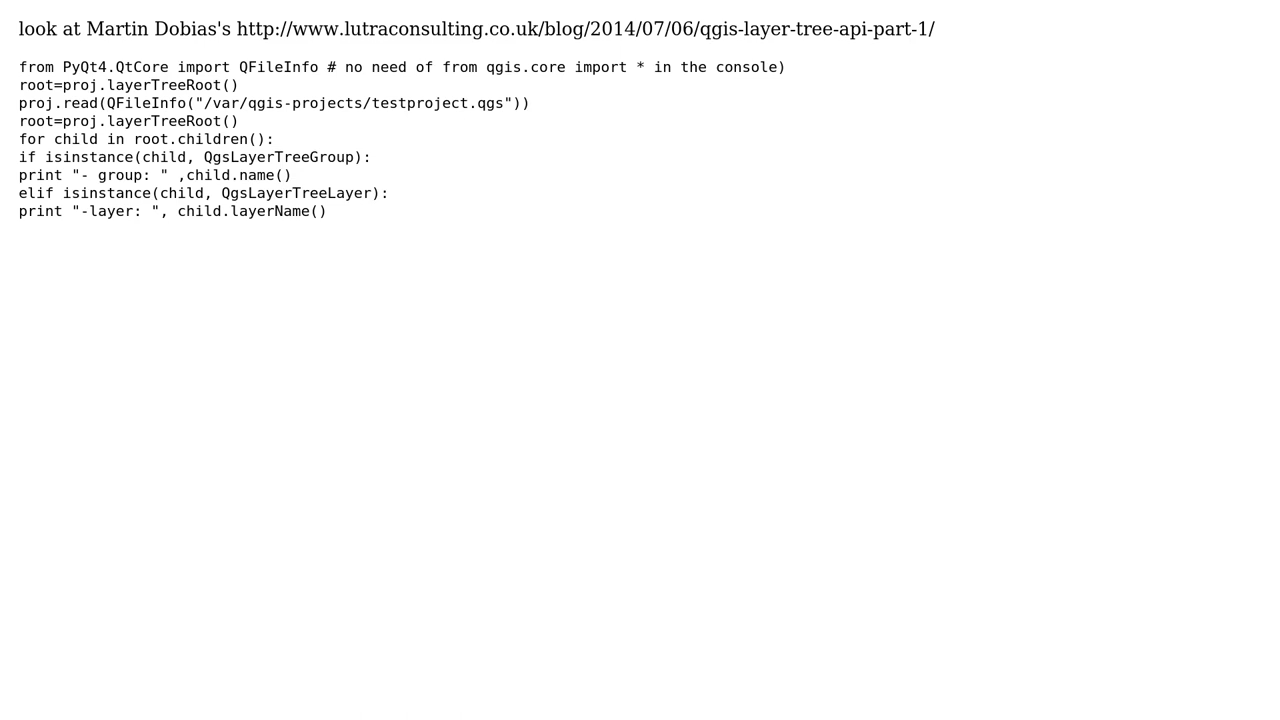 look at Martin Dobias's http://www.lutraconsulting.co.uk/blog/2014/07/06/qgis-layer-tree-api-part-1/
from PyQt4.QtCore import QFileInfo # no need of from qgis.core import * in the console)
root=proj.layerTreeRoot()
proj.read(QFileInfo("/var/qgis-projects/testproject.qgs"))
root=proj.layerTreeRoot()
for child in root.children():
if isinstance(child, QgsLayerTreeGroup):
print "- group: " ,child.name()
elif isinstance(child, QgsLayerTreeLayer):
print "-layer: ", child.layerName()